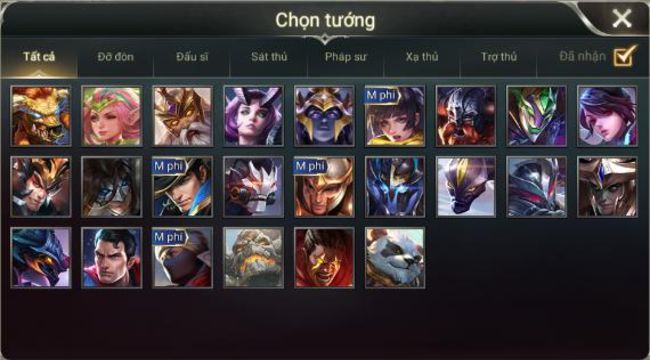 Chọn tướng
Tất cả Đỡ đòn Đấu sĩ Sát thủ Pháp sư Xạ thủ Trợ thủ Đã nhận
M phí
M phí M phí
M phí